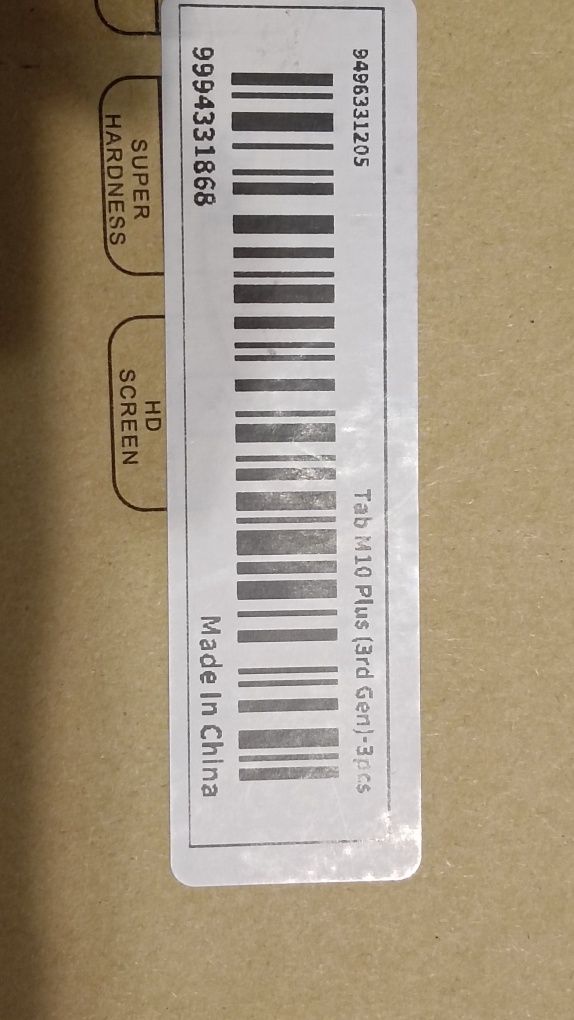 9496331205
Tab M10 Plus (3rd Gen)-3pcs
9994331868
Made In China
SUPER
HARDNESS
HD
SCREEN